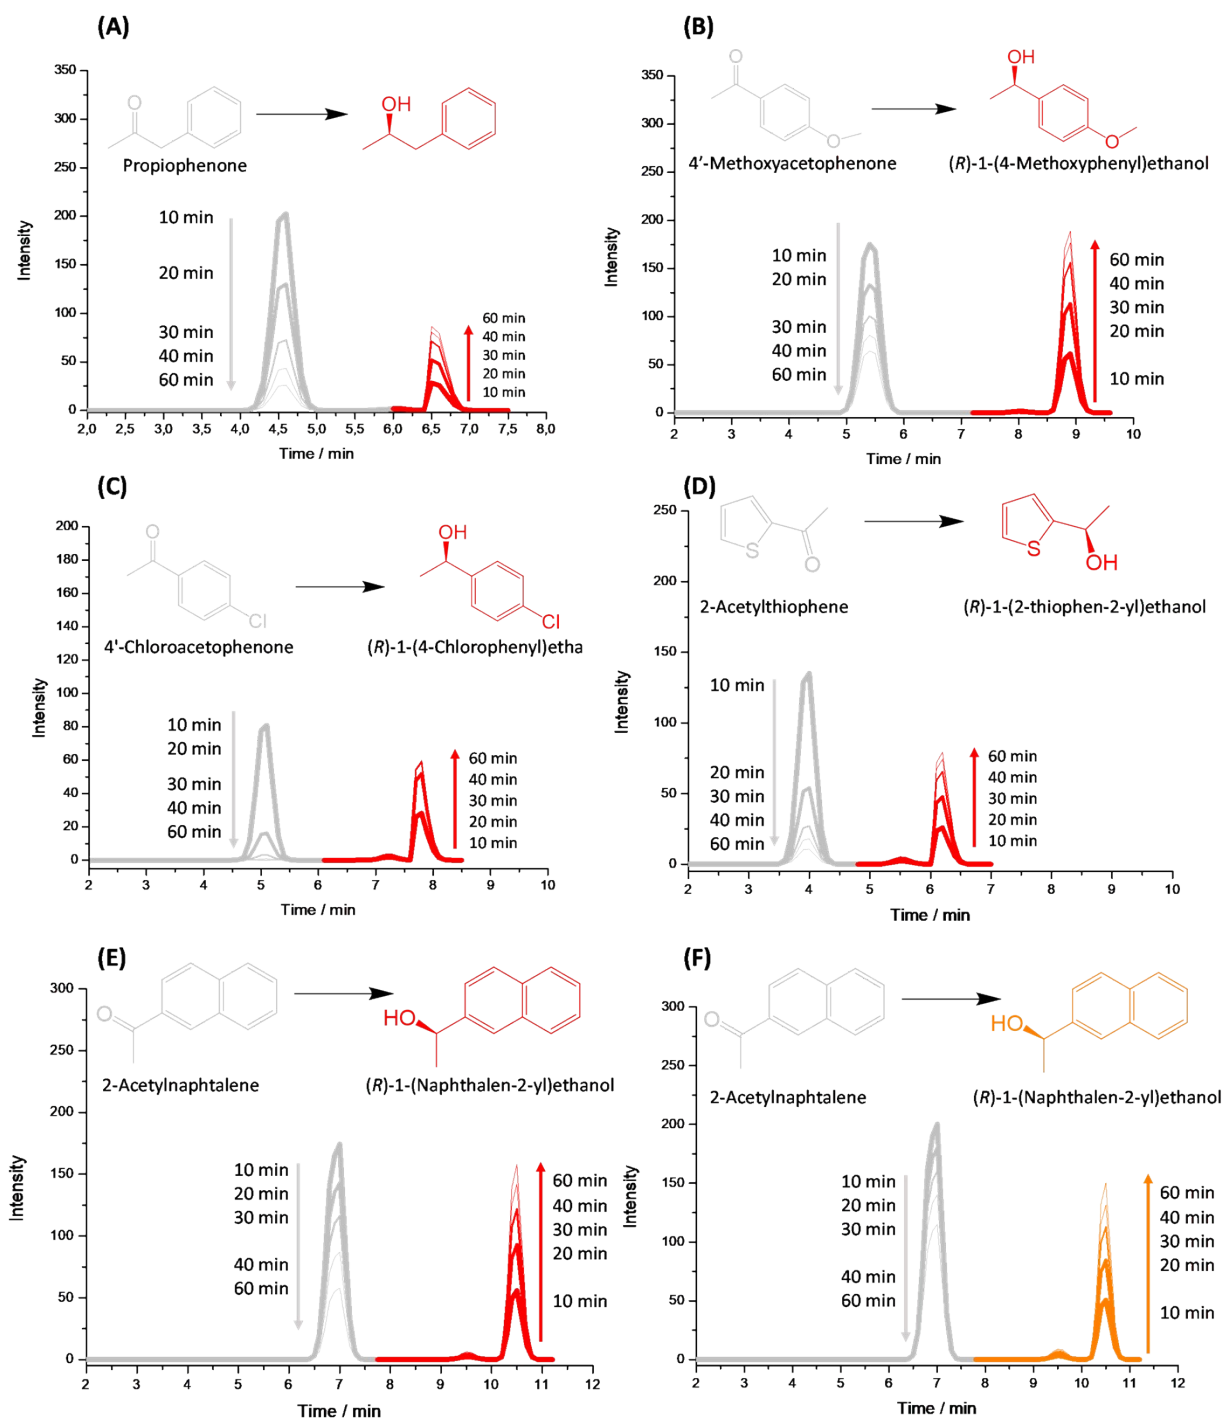 (A)
350
300
250
200
150
100
50
0
Intensity
O
OH
Propiophenone
10 min
20 min
30 min
40 min
60 min
60 min
40 min
30 min
20 min
10 min
2,0 2,5 3,0 3,5 4,0 4,5 5,0 5,5 6,0 6,5 7,0 7,5 8,0
Time / min
(B)
350
300
250
200
150
100
50
0
Intensity
O
O
OH
O
4'-Methoxyacetophenone
(R)-1-(4-Methoxyphenyl)ethanol
10 min
20 min
30 min
40 min
60 min
60 min
40 min
30 min
20 min
10 min
2 3 4 5 6 7 8 9 10
Time / min
(C)
200
180
160
140
120
100
80
60
40
20
0
Intensity
O
Cl
OH
Cl
4'-Chloroacetophenone
(R)-1-(4-Chlorophenyl)etha
10 min
20 min
30 min
40 min
60 min
60 min
40 min
30 min
20 min
10 min
2 3 4 5 6 7 8 9 10
Time / min
(D)
250
200
150
100
50
0
Intensity
S
O
S
OH
2-Acetylthiophene
(R)-1-(2-thiophen-2-yl)ethanol
10 min
20 min
30 min
40 min
60 min
60 min
40 min
30 min
20 min
10 min
2 3 4 5 6 7 8 9 10
Time / min
(E)
300
250
200
150
100
50
0
Intensity
O
HO
2-Acetylnaphtalene
(R)-1-(Naphthalen-2-yl)ethanol
10 min
20 min
30 min
40 min
60 min
60 min
40 min
30 min
20 min
10 min
2 3 4 5 6 7 8 9 10 11 12
Time / min
(F)
300
250
200
150
100
50
0
Intensity
O
HO
2-Acetylnaphtalene
(R)-1-(Naphthalen-2-yl)ethanol
10 min
20 min
30 min
40 min
60 min
60 min
40 min
30 min
20 min
10 min
2 3 4 5 6 7 8 9 10 11 12
Time / min